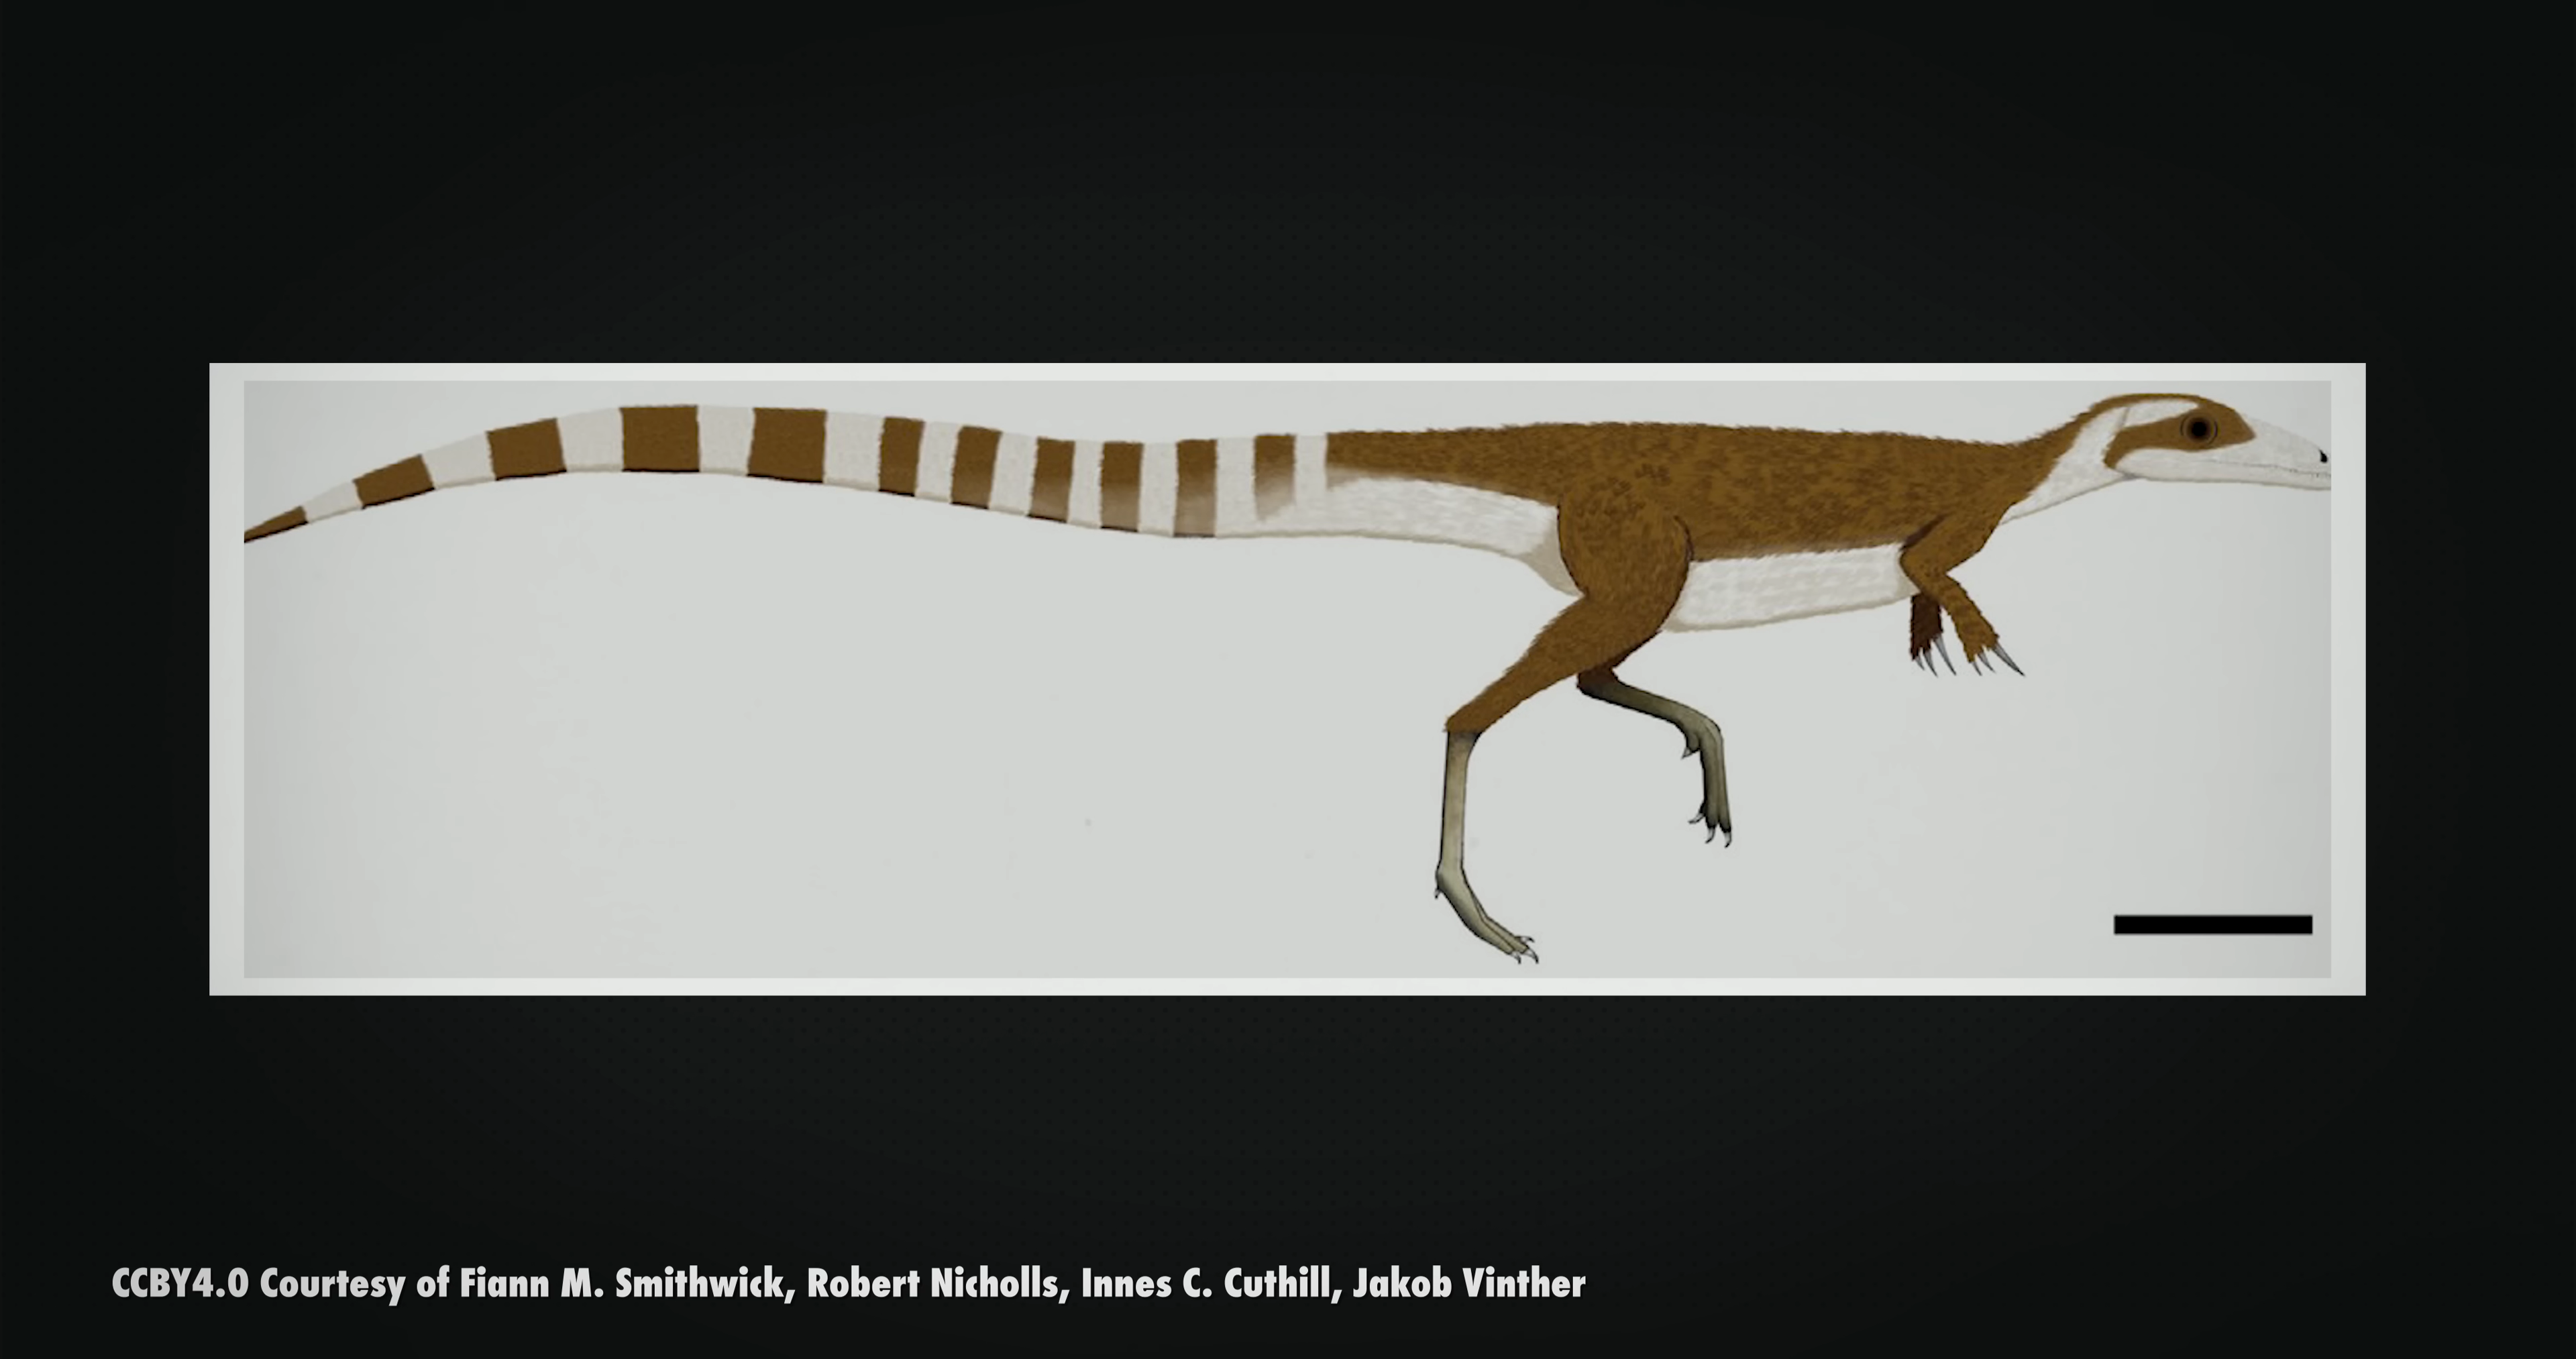 CCBY4.0 Courtesy of Fiann M. Smithwick, Robert Nicholls, Innes C. Cuthill, Jakob Vinther